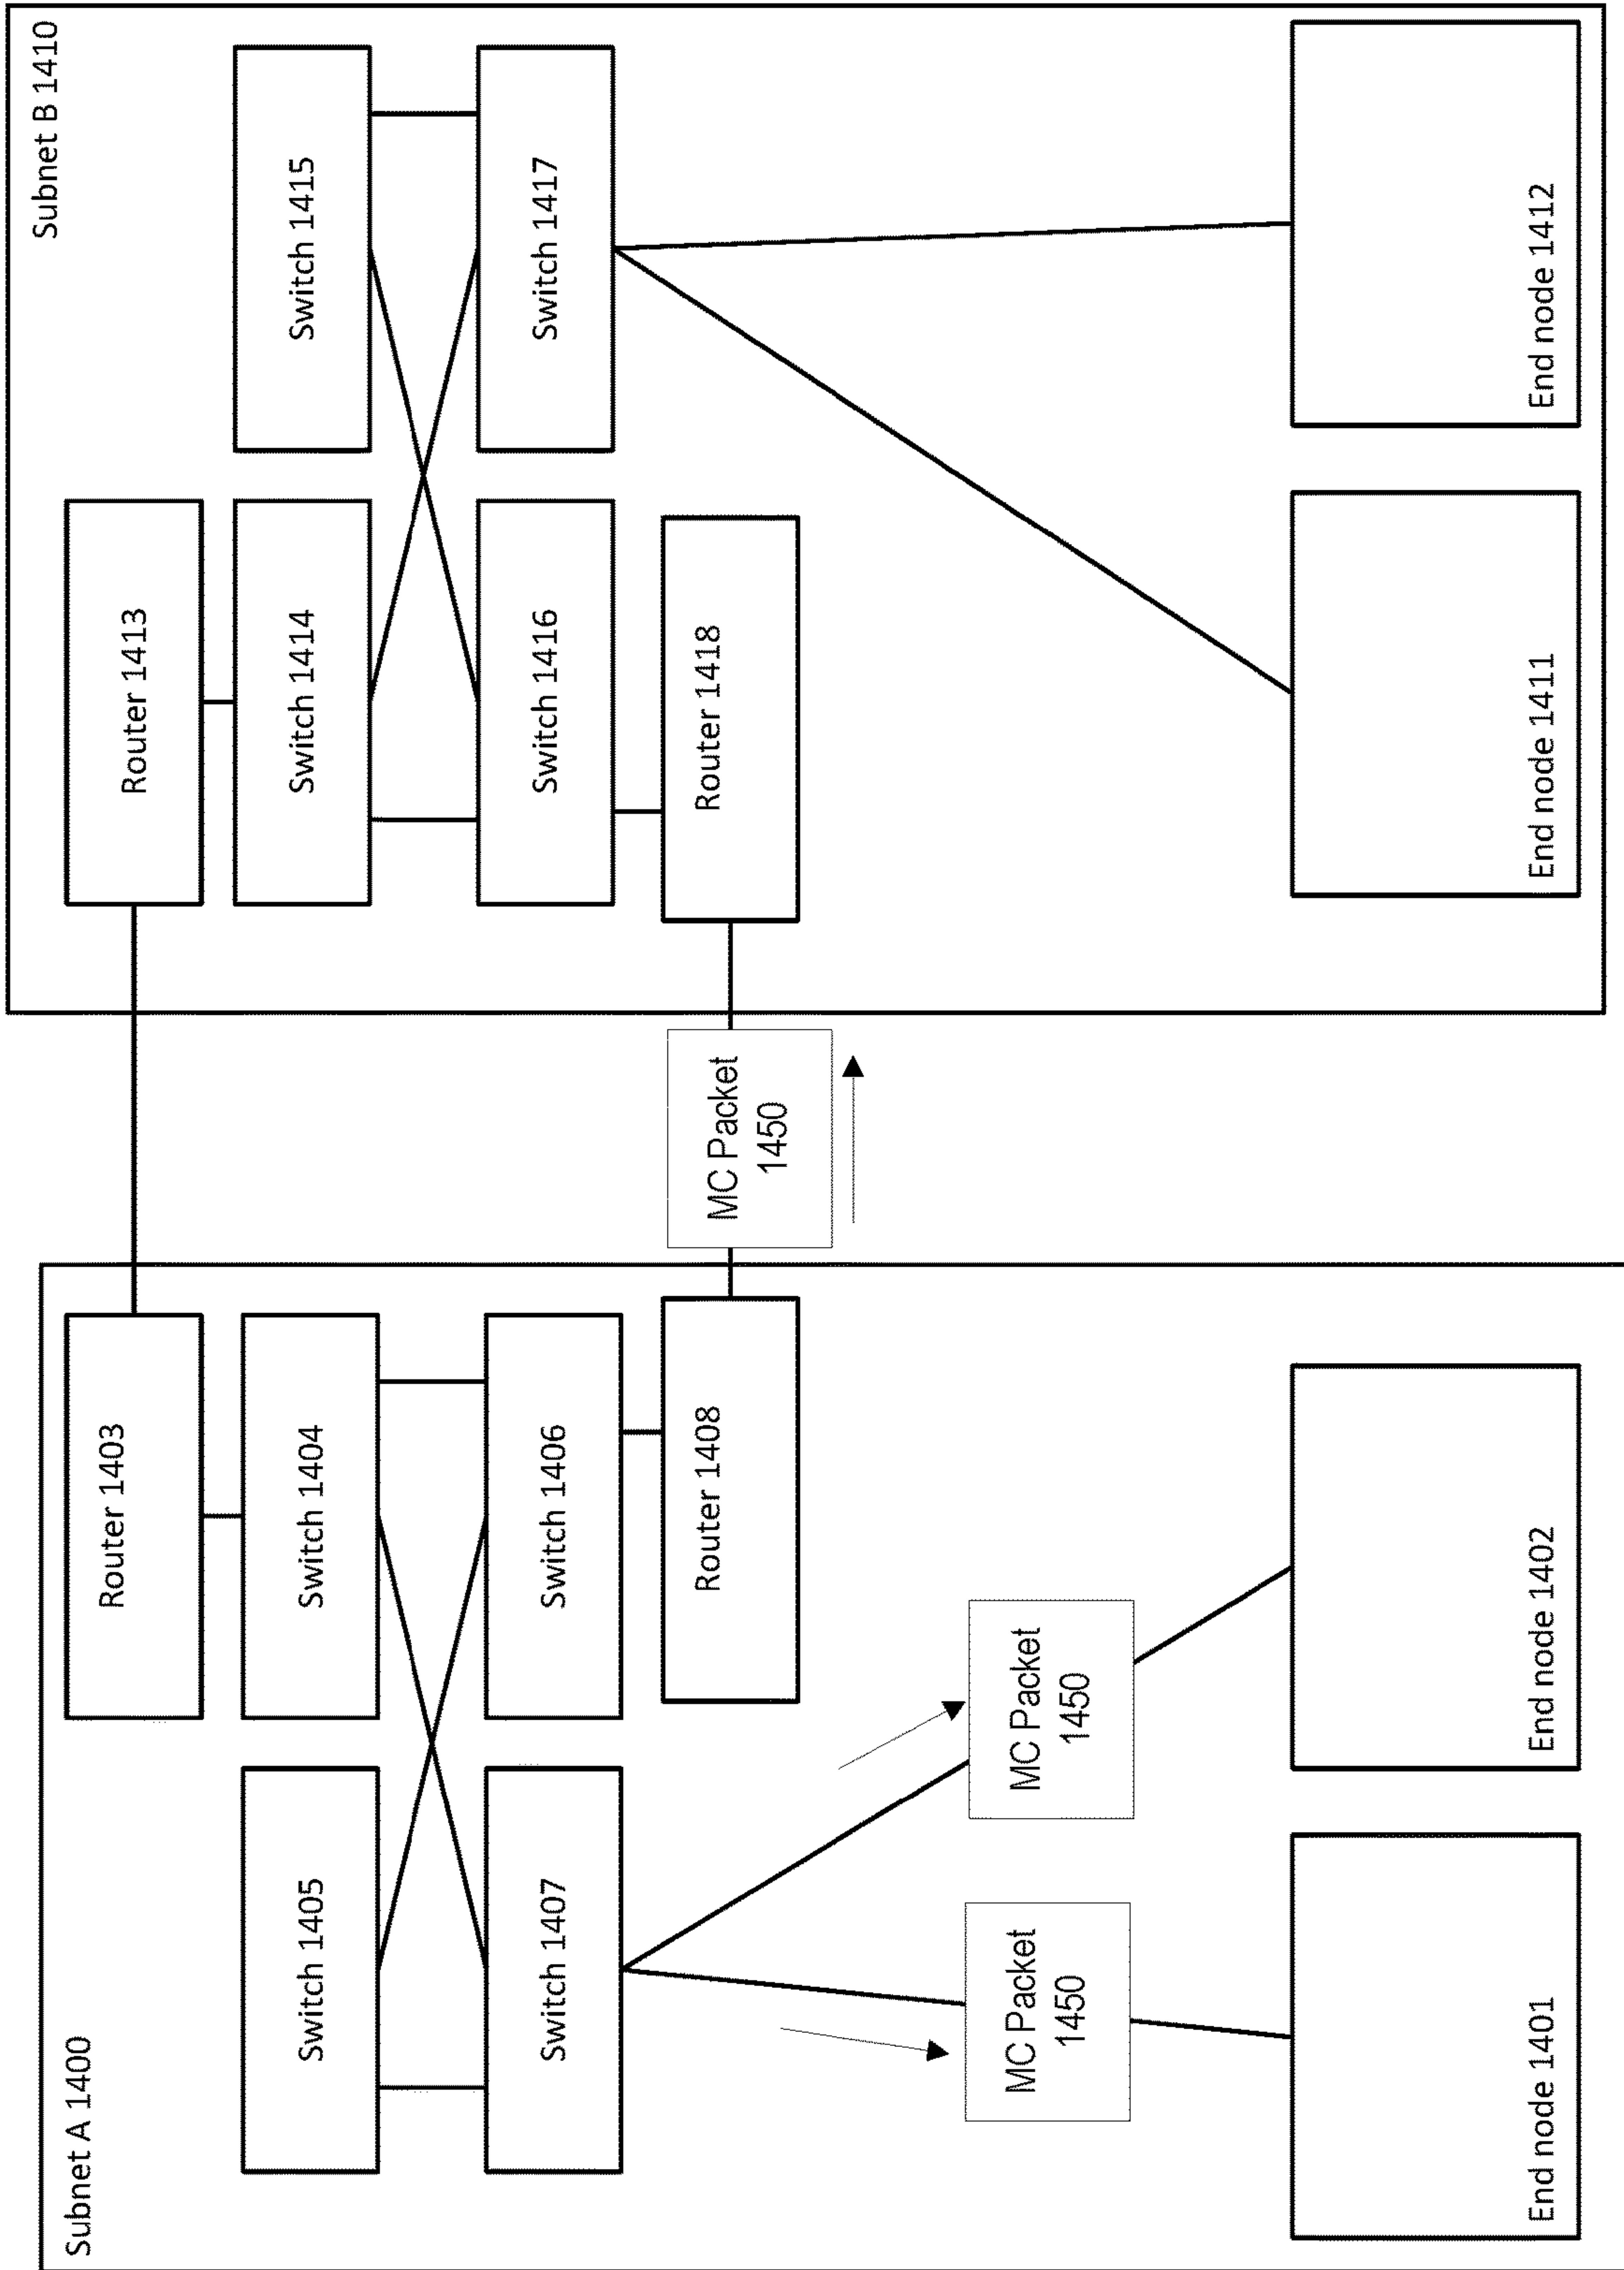 Subnet A 1400
Router 1403
Switch 1405
Switch 1404
Switch 1407
Switch 1406
Router 1408
MC Packet
1450
MC Packet
1450
End node 1401
End node 1402
MC Packet
1450
Subnet B 1410
Router 1413
Switch 1414
Switch 1415
Switch 1416
Switch 1417
Router 1418
End node 1411
End node 1412